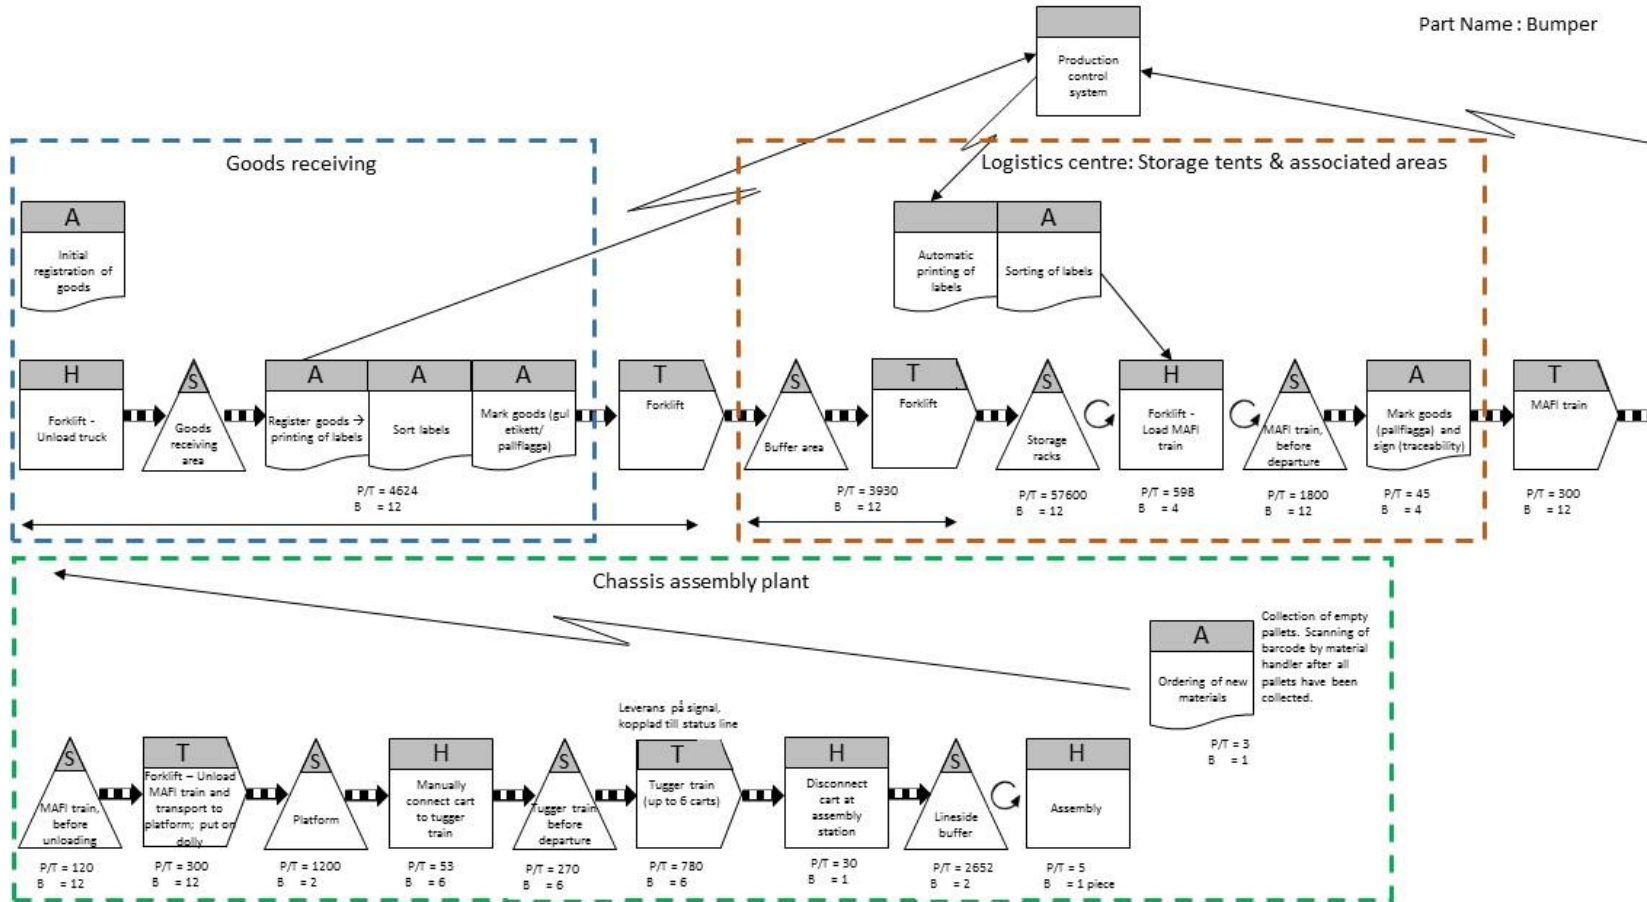 Part Name : Bumper
Production
control
system
Goods receiving
Logistics centre: Storage tents & associated areas
A
Initial
registration of
goods
Automatic
printing of
labels
A
Sorting of labels
H
Forklift -
Unload truck
S
Goods
receiving
area
A
Register goods →
printing of labels
A
Sort labels
A
Mark goods (gul
etikett/
pallflagga)
T
Forklift
S
Buffer area
T
Forklift
S
Storage
racks
H
Forklift -
Load MAFI
train
S
MAFI train,
before
departure
A
Mark goods
(pallflagga) and
sign (traceability)
T
MAFI train
P/T = 4624
B = 12
P/T = 3930
B = 12
P/T = 57600
B = 12
P/T = 598
B = 4
P/T = 1800
B = 12
P/T = 45
B = 4
P/T = 300
B = 12
Chassis assembly plant
A
Ordering of new
materials
Collection of empty
pallets. Scanning of
barcode by material
handler after all
pallets have been
collected.
P/T = 3
B = 1
Leverans på signal,
kopplad till status line
S
MAFI train,
before
unloading
T
Forklift – Unload
MAFI train and
transport to
platform; put on
dolly
S
Platform
H
Manually
connect cart
to tugger
train
S
Tugger train
before
departure
T
Tugger train
(up to 6 carts)
H
Disconnect
cart at
assembly
station
S
Lineside
buffer
H
Assembly
P/T = 120
B = 12
P/T = 300
B = 12
P/T = 1200
B = 2
P/T = 53
B = 6
P/T = 270
B = 6
P/T = 780
B = 6
P/T = 30
B = 1
P/T = 2652
B = 2
P/T = 5
B = 1 piece